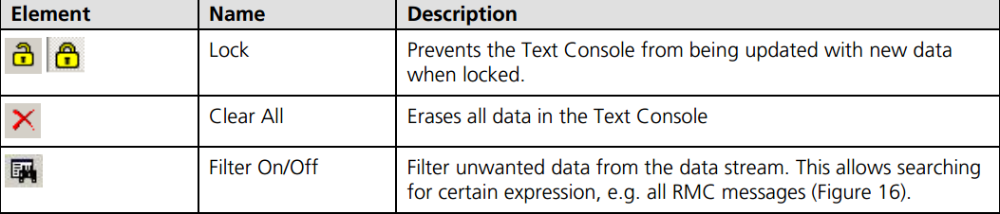 Element Name Description
Lock Prevents the Text Console from being updated with new data
when locked.
Clear All Erases all data in the Text Console
Filter On/Off Filter unwanted data from the data stream. This allows searching
for certain expression, e.g. all RMC messages (Figure 16).